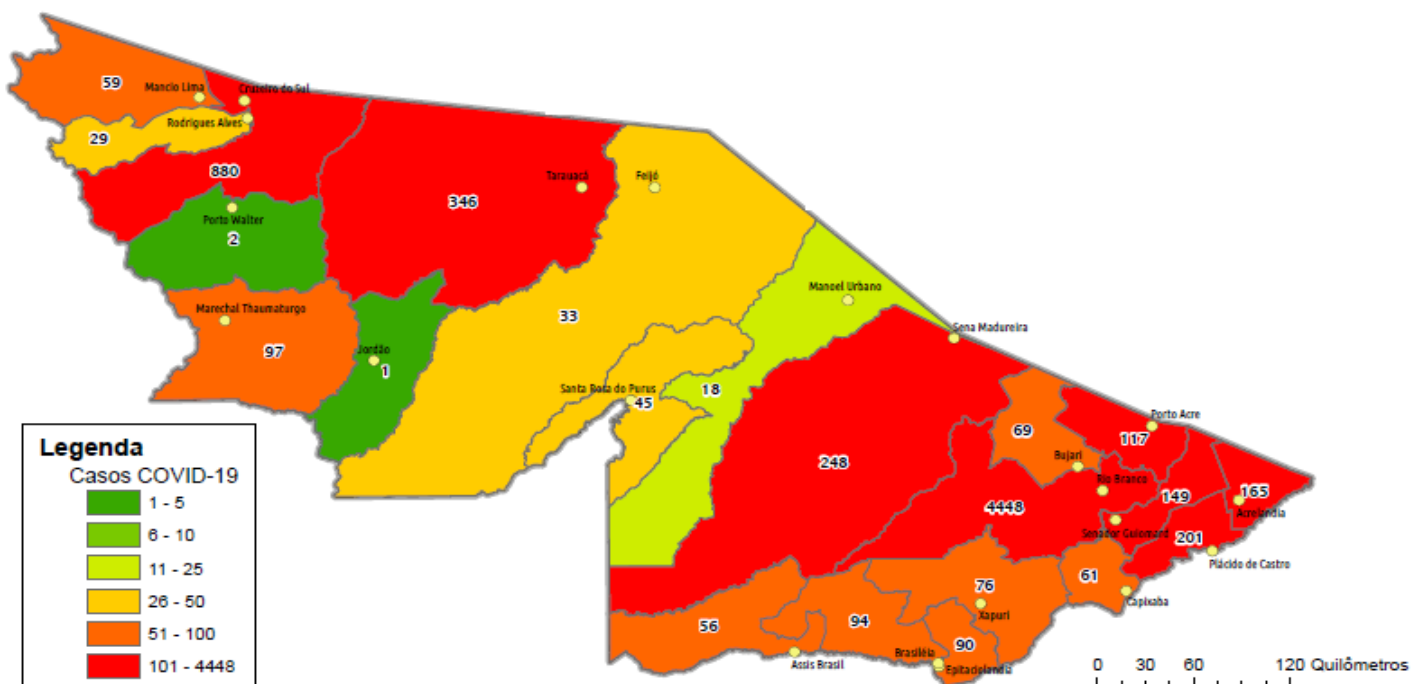 59
Mancio Lima
Cruzeiro do Sul
Rodrigues Alves
29
880
346
Tarauacá
Feijó
Porto Walter
2
Manoel Urbano
Marechal Thaumaturgo
33
97
Sena Madureira
Jordão
1
Santa Rosa do Purus
45
18
Porto Acre
69
117
Bujari
248
Rio Branco
4448
149
165
Acrelandia
Senador Guiomard
201
Plácido de Castro
76
61
Capixaba
Xapuri
56
94
90
Brasiléia
Assis Brasil
Epitaciolandia
Legenda
Casos COVID-19
1 - 5
6 - 10
11 - 25
26 - 50
51 - 100
101 - 4448
0 30 60 120 Quilômetros